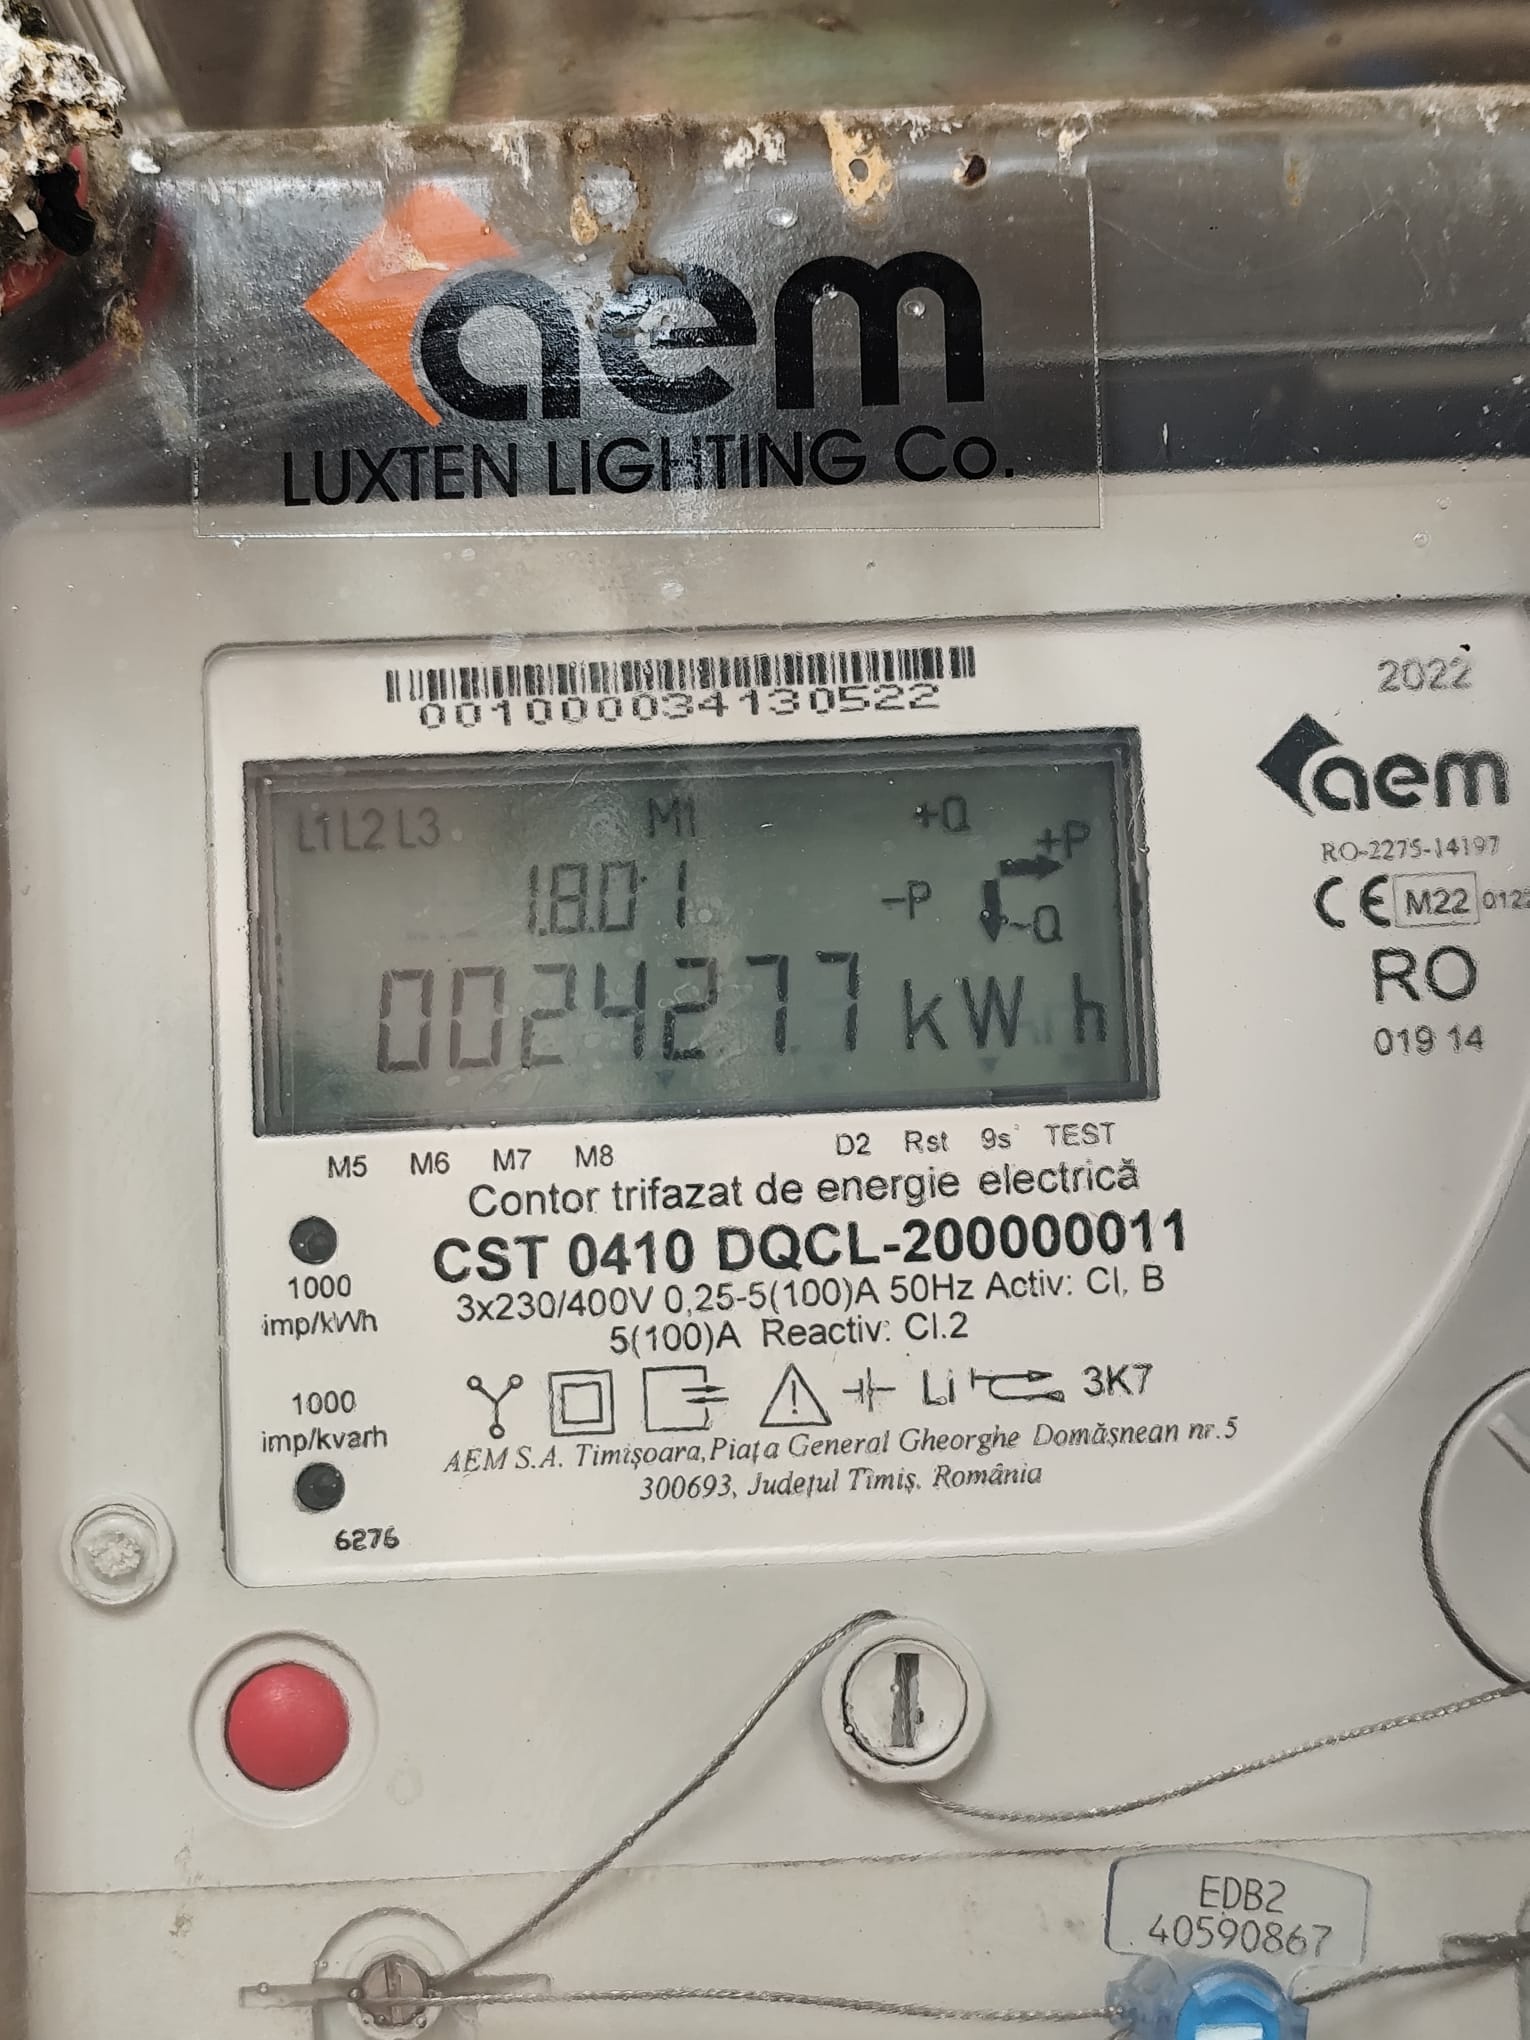 aem
LUXTEN LIGHTING Co.
001000034130522
2022
aem
RO-2275-14197
CE M22 0122
RO
019 14
L1 L2 L3 M1 +Q +P
1.8.0.1 -P -Q
0024277 kWh
M5 M6 M7 M8 D2 Rst 9s TEST
Contor trifazat de energie electrică
CST 0410 DQCL-200000011
3x230/400V 0,25-5(100)A 50Hz Activ: Cl. B
5(100)A Reactiv: Cl.2
1000
imp/kWh
Li 3K7
1000
imp/kvarh
AEM S.A. Timișoara, Piața General Gheorghe Domășnean nr.5
300693, Județul Timiș, România
6276
EDB2
40590867